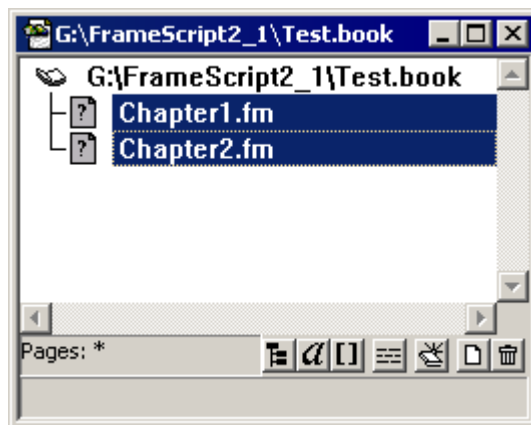 G:\FrameScript2_1\Test.book
G:\FrameScript2_1\Test.book
? Chapter1.fm
? Chapter2.fm
Pages: *
a []